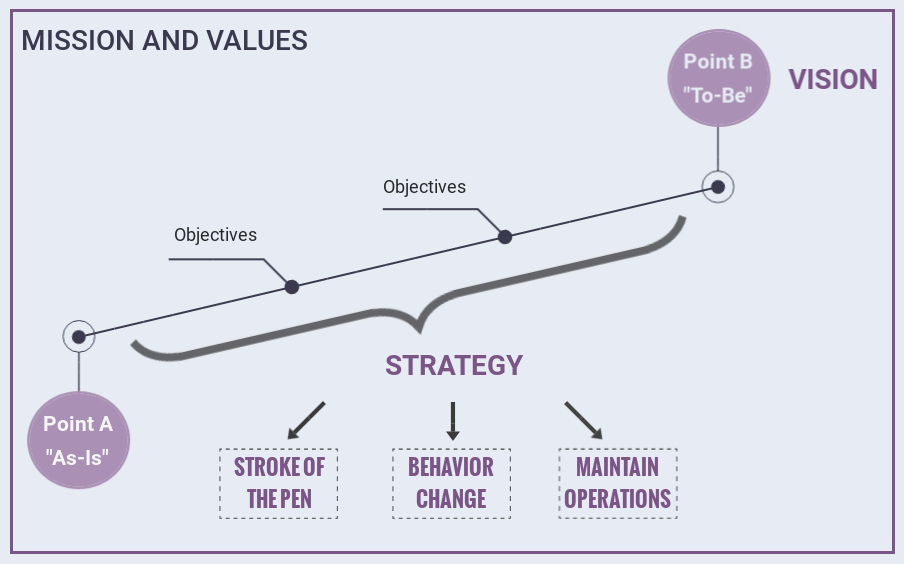 MISSION AND VALUES
Point B
"To-Be"
VISION
Objectives
Objectives
Point A
"As-Is"
STRATEGY
STROKE OF
THE PEN
BEHAVIOR
CHANGE
MAINTAIN
OPERATIONS